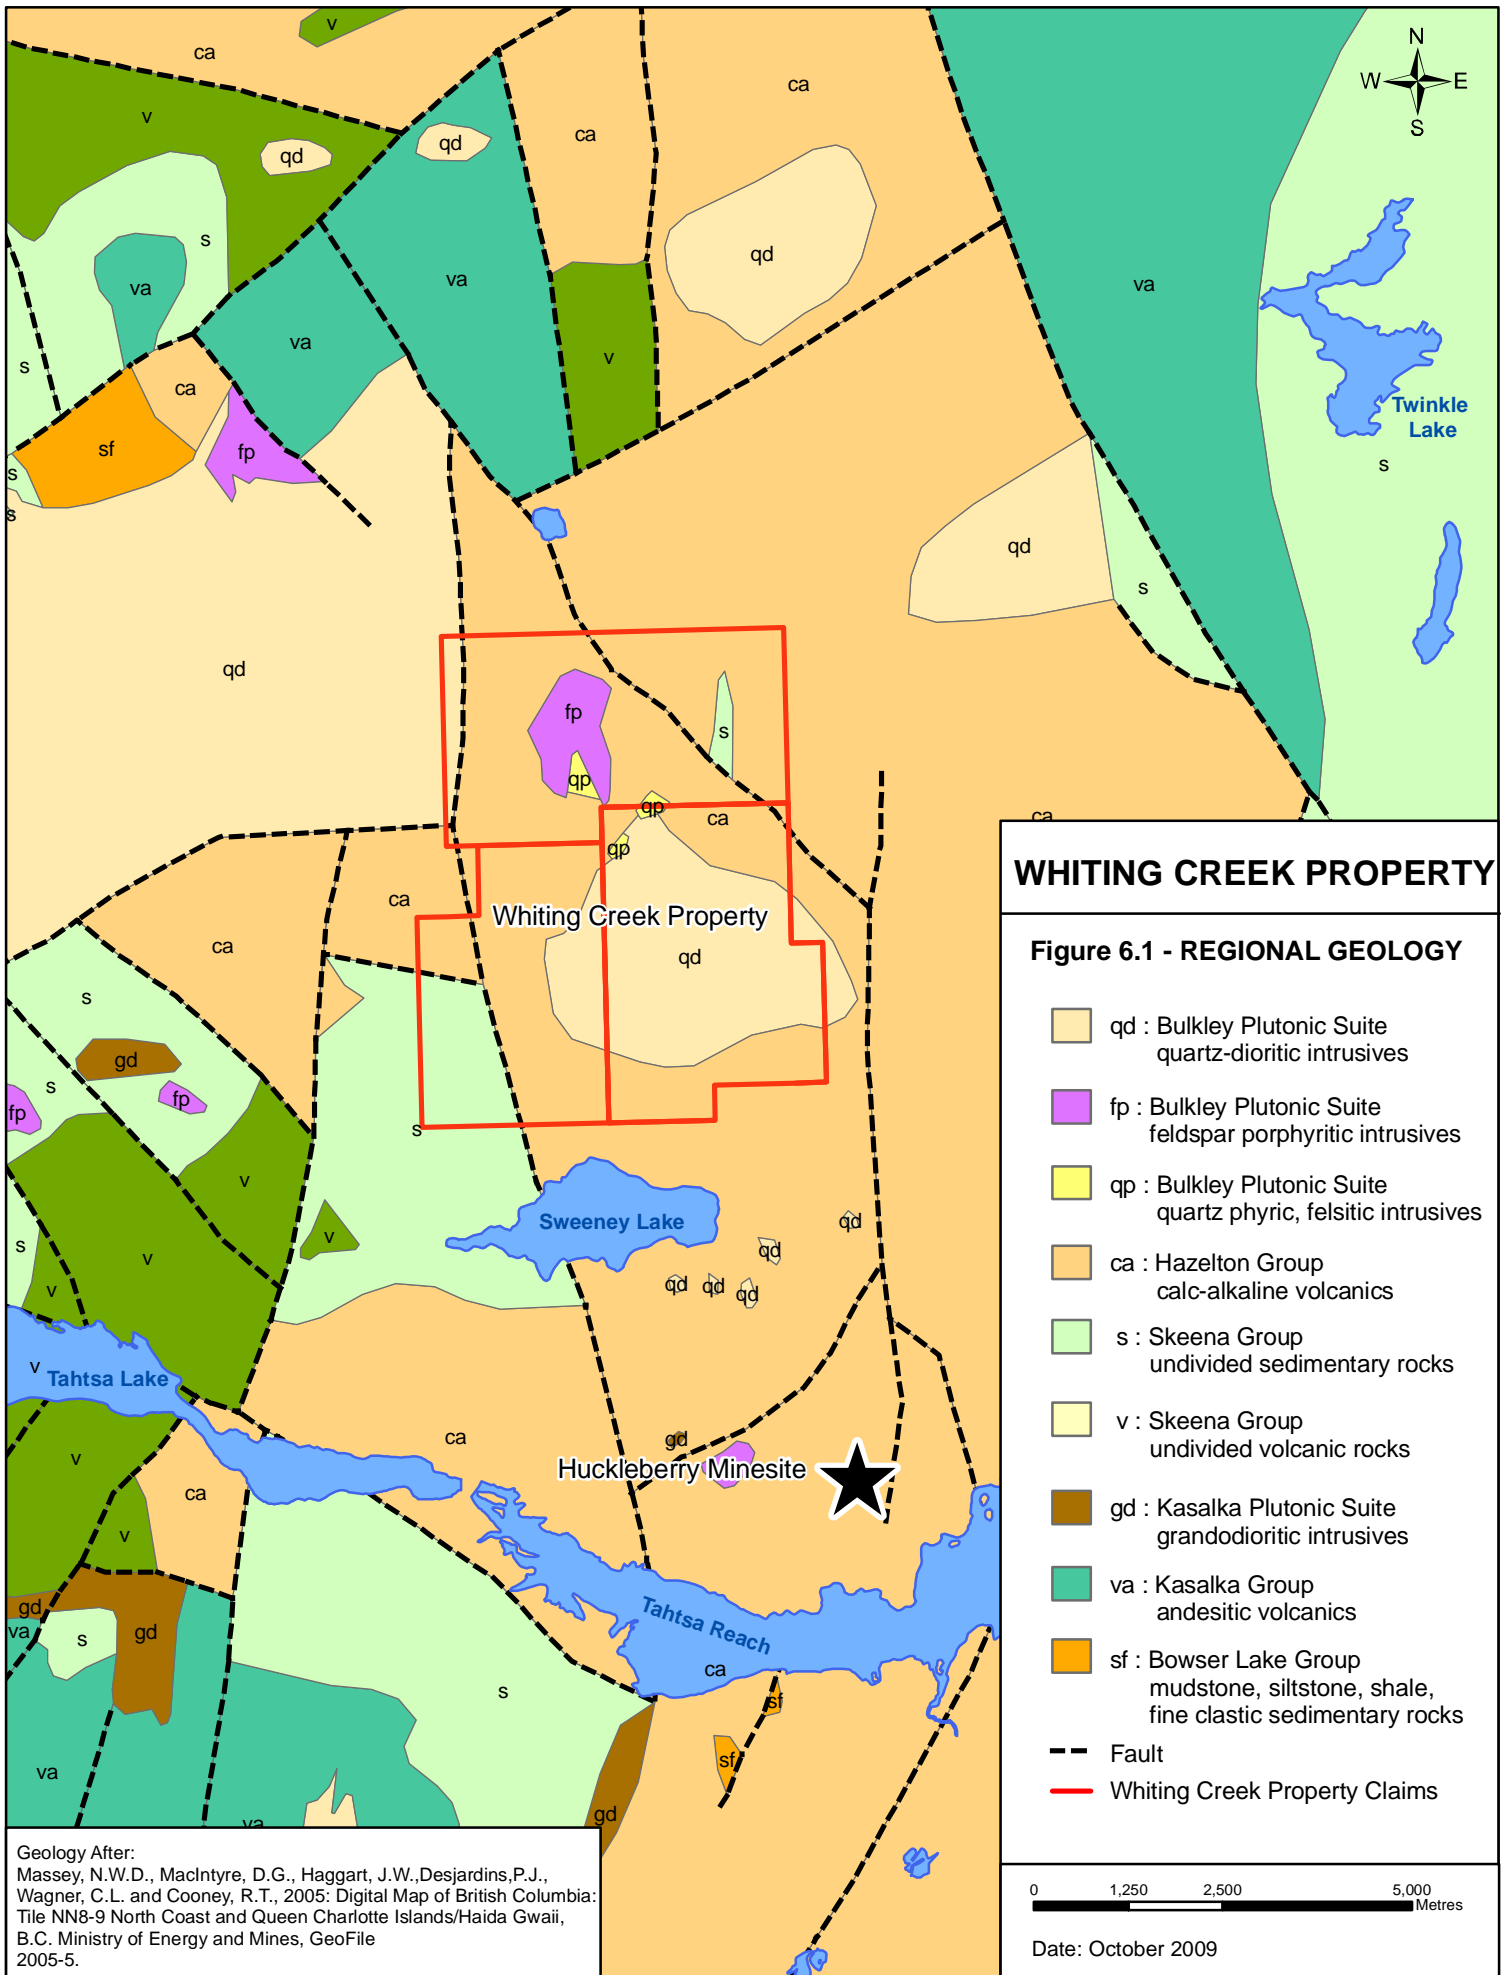 v
ca
N
W E
S
ca
v
ca
qd
qd
s
qd
va
va
va
va
s
v
ca
Twinkle
Lake
sf
fp
s
s
s
qd
s
qd
fp
s
qp
qp
ca
ca
qp
ca
Whiting Creek Property
ca
qd
s
gd
s
fp
fp
s
v
qd
Sweeney Lake
v
s
qd
v
qd
qd
qd
v
v
Tahtsa Lake
ca
gd
v
Huckleberry Minesite
ca
v
gd
Tahtsa Reach
va
s
gd
ca
s
sf
sf
va
gd
va
WHITING CREEK PROPERTY
Figure 6.1 - REGIONAL GEOLOGY
qd : Bulkley Plutonic Suite
quartz-dioritic intrusives
fp : Bulkley Plutonic Suite
feldspar porphyritic intrusives
qp : Bulkley Plutonic Suite
quartz phyric, felsitic intrusives
ca : Hazelton Group
calc-alkaline volcanics
s : Skeena Group
undivided sedimentary rocks
v : Skeena Group
undivided volcanic rocks
gd : Kasalka Plutonic Suite
grandodioritic intrusives
va : Kasalka Group
andesitic volcanics
sf : Bowser Lake Group
mudstone, siltstone, shale,
fine clastic sedimentary rocks
Fault
Whiting Creek Property Claims
0 1,250 2,500 5,000
Metres
Date: October 2009
Geology After:
Massey, N.W.D., MacIntyre, D.G., Haggart, J.W.,Desjardins,P.J.,
Wagner, C.L. and Cooney, R.T., 2005: Digital Map of British Columbia:
Tile NN8-9 North Coast and Queen Charlotte Islands/Haida Gwaii,
B.C. Ministry of Energy and Mines, GeoFile
2005-5.